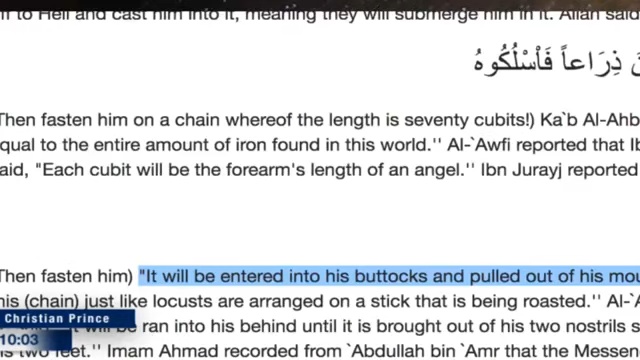 to Hell and cast him into it, meaning they will submerge him in it. Allah said
ذِرَاعاً فَاْسْلُكُوهُ
Then fasten him on a chain whereof the length is seventy cubits!) Ka`b Al-Ahb
qual to the entire amount of iron found in this world.'' Al-`Awfi reported that Ib
aid, "Each cubit will be the forearm's length of an angel.'' Ibn Jurayj reported
Then fasten him) "It will be entered into his buttocks and pulled out of his mou
his (chain) just like locusts are arranged on a stick that is being roasted.'' Al-`A
will be ran into his behind until it is brought out of his two nostrils s
Christian Prince
10:03
is two feet.'' Imam Ahmad recorded from `Abdullah bin `Amr that the Messen